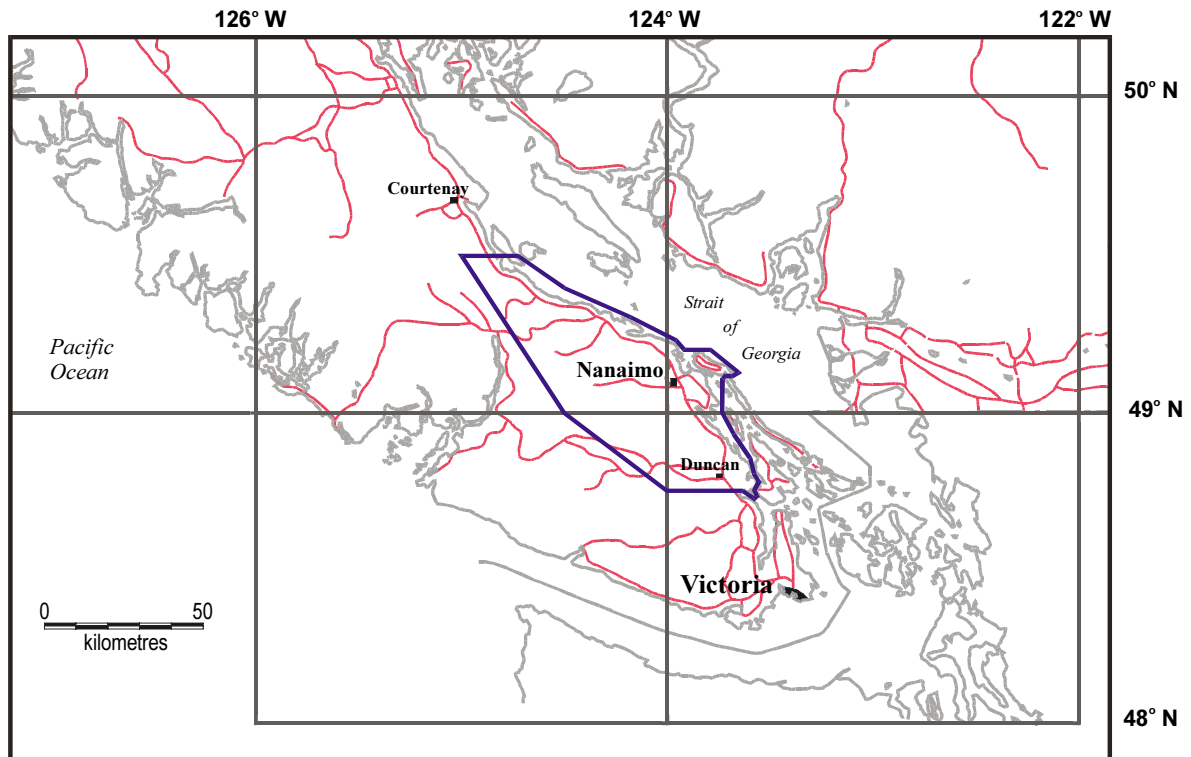 126° W
124° W
122° W
50° N
Courtenay
Strait
of
Georgia
Pacific
Ocean
Nanaimo
49° N
Duncan
Victoria
0 50
kilometres
48° N